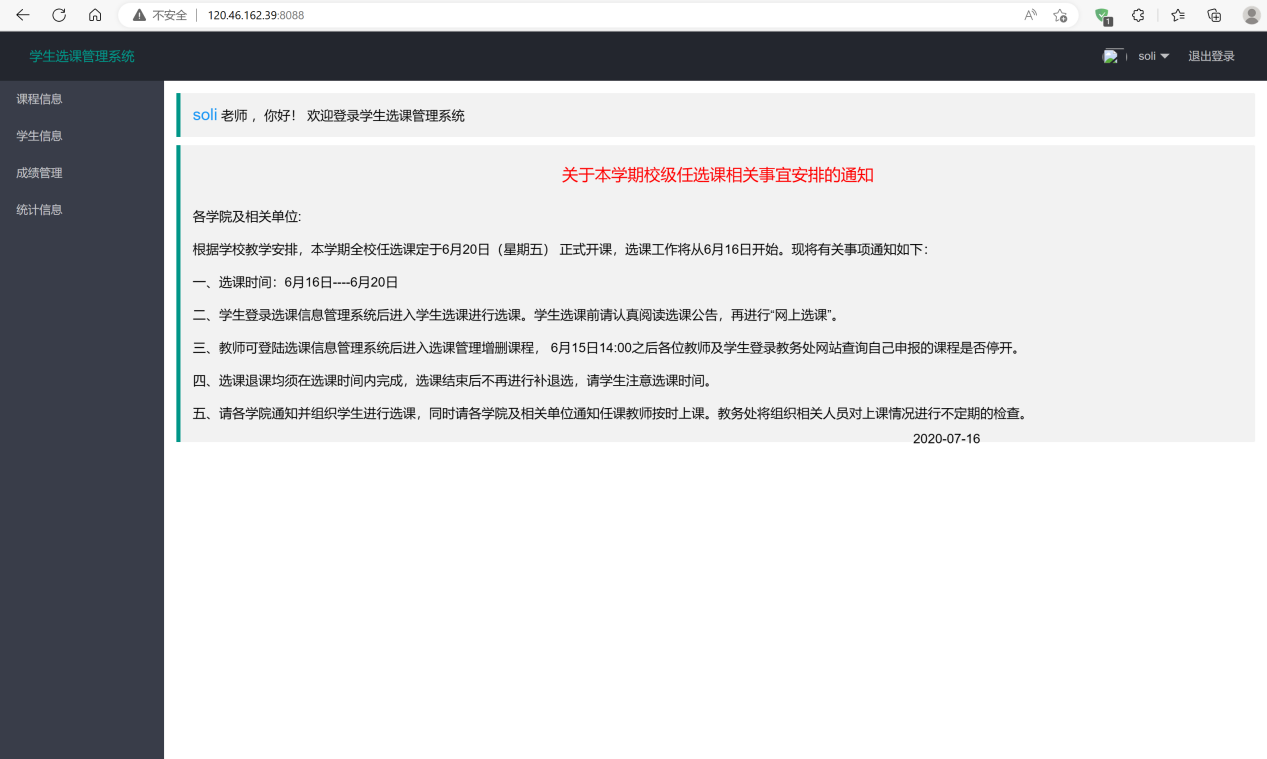 不安全 120.46.162.39:8088
1
学生选课管理系统
soli 退出登录
课程信息
学生信息
成绩管理
统计信息
soli 老师 ，你好！ 欢迎登录学生选课管理系统
关于本学期校级任选课相关事宜安排的通知
各学院及相关单位:
根据学校教学安排，本学期全校任选课定于6月20日（星期五） 正式开课，选课工作将从6月16日开始。现将有关事项通知如下：
一、选课时间：6月16日----6月20日
二、学生登录选课信息管理系统后进入学生选课进行选课。学生选课前请认真阅读选课公告，再进行“网上选课”。
三、教师可登陆选课信息管理系统后进入选课管理增删课程， 6月15日14:00之后各位教师及学生登录教务处网站查询自己申报的课程是否停开。
四、选课退课均须在选课时间内完成，选课结束后不再进行补退选，请学生注意选课时间。
五、请各学院通知并组织学生进行选课，同时请各学院及相关单位通知任课教师按时上课。教务处将组织相关人员对上课情况进行不定期的检查。
2020-07-16